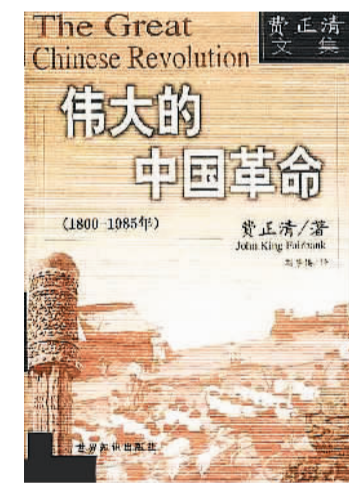 The Great
Chinese Revolution
费正清
文集
伟大的
中国革命
(1800-1985年)
费正清/著
John King Fairbank
世界知识出版社